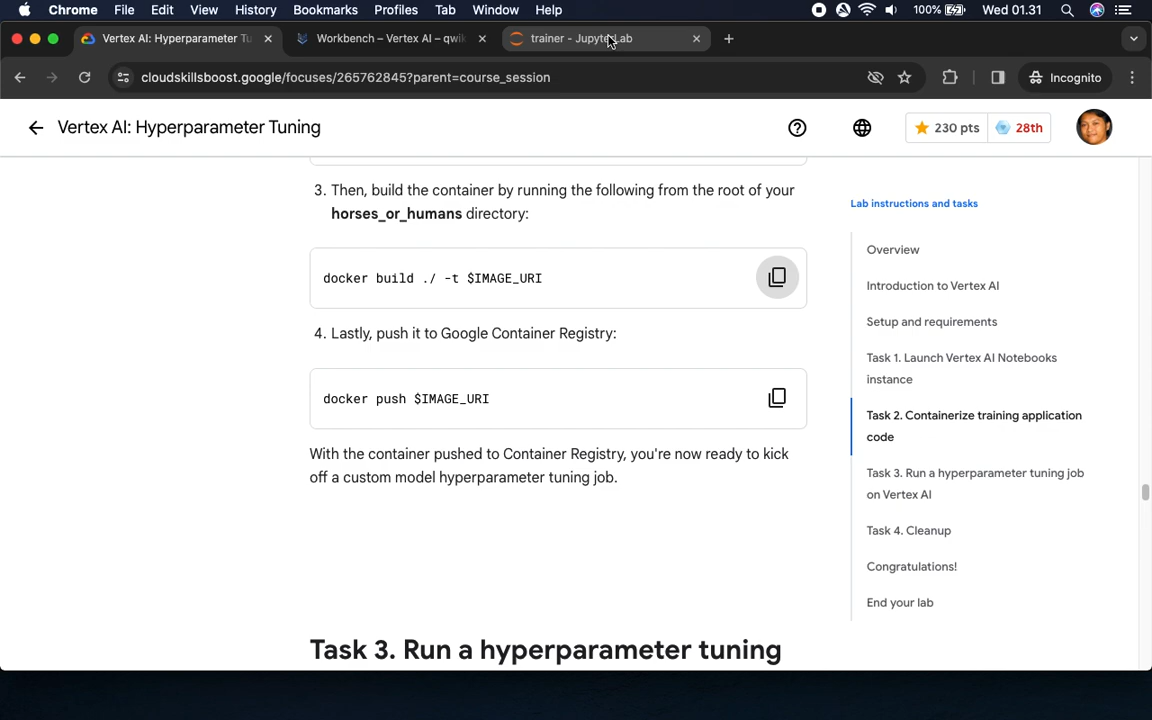 Chrome File Edit View History Bookmarks Profiles Tab Window Help 100% Wed 01.31
Vertex AI: Hyperparameter Tu Workbench – Vertex AI – qwik trainer - JupyterLab
cloudskillsboost.google/focuses/265762845?parent=course_session Incognito
Vertex AI: Hyperparameter Tuning 230 pts 28th
3. Then, build the container by running the following from the root of your
horses_or_humans directory:
docker build ./ -t $IMAGE_URI
4. Lastly, push it to Google Container Registry:
docker push $IMAGE_URI
With the container pushed to Container Registry, you're now ready to kick
off a custom model hyperparameter tuning job.
Task 3. Run a hyperparameter tuning
Lab instructions and tasks
Overview
Introduction to Vertex AI
Setup and requirements
Task 1. Launch Vertex AI Notebooks
instance
Task 2. Containerize training application
code
Task 3. Run a hyperparameter tuning job
on Vertex AI
Task 4. Cleanup
Congratulations!
End your lab